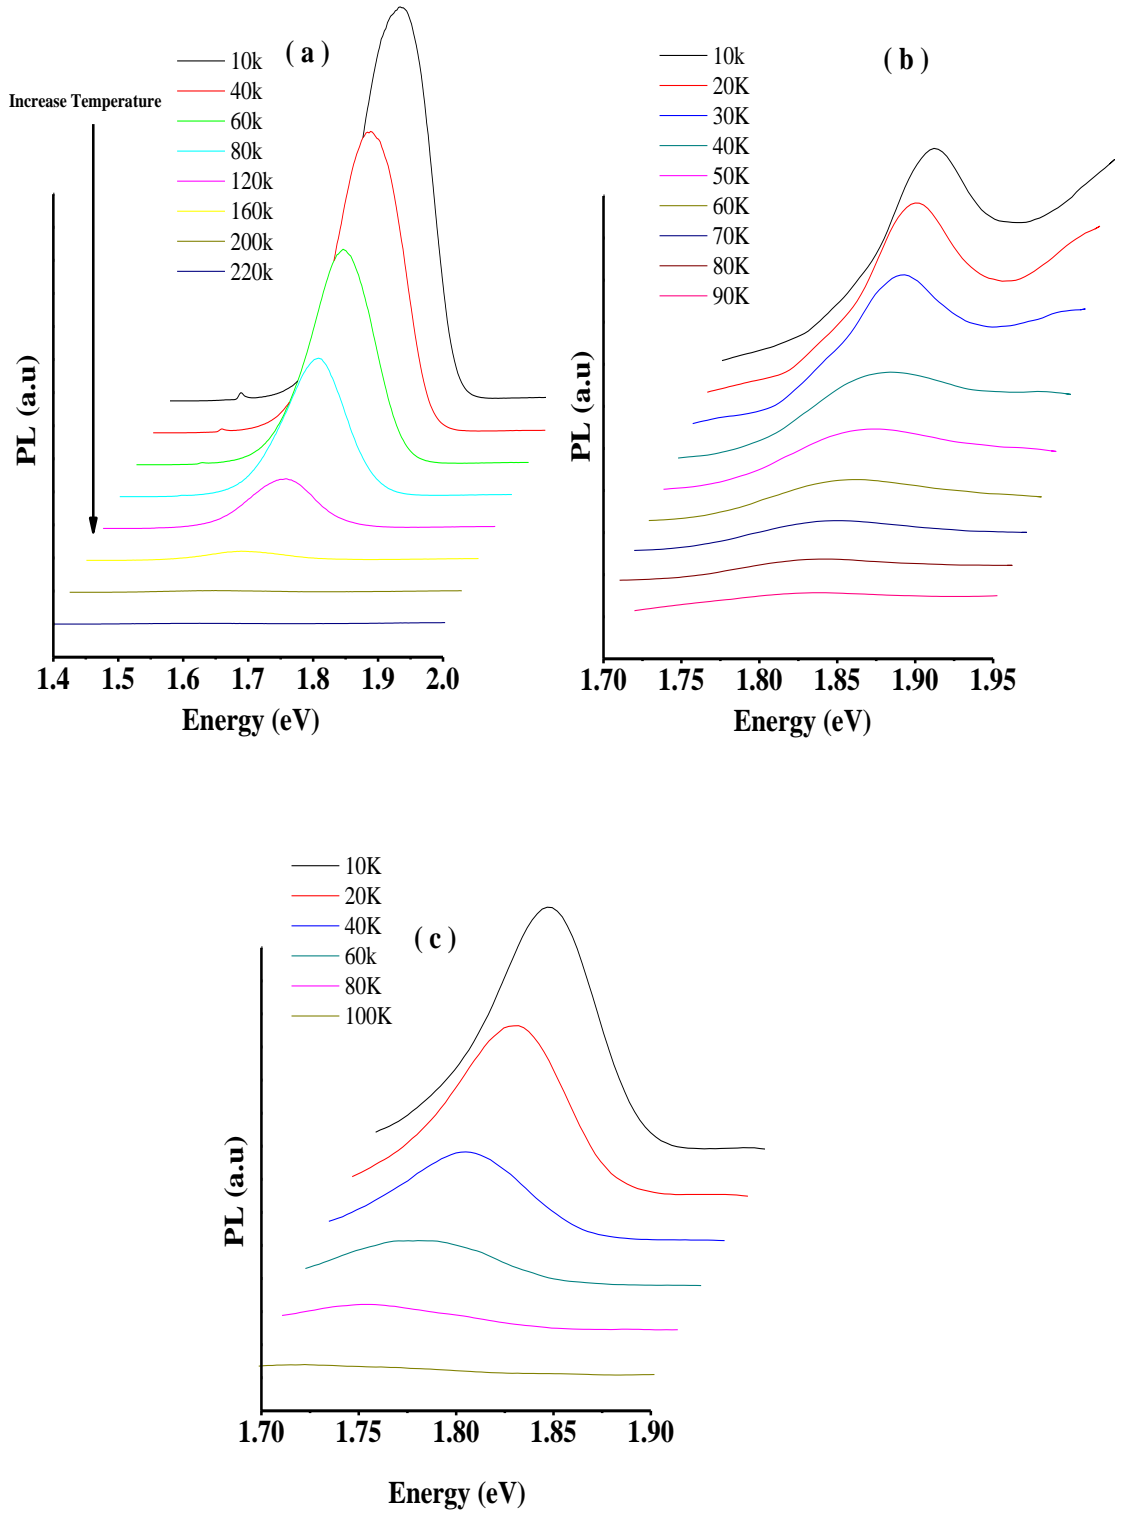 ( a )
10k
40k
60k
80k
120k
160k
200k
220k
Increase Temperature
PL (a.u)
1.4 1.5 1.6 1.7 1.8 1.9 2.0
Energy (eV)
( b )
10k
20K
30K
40K
50K
60K
70K
80K
90K
PL (a.u)
1.70 1.75 1.80 1.85 1.90 1.95
Energy (eV)
( c )
10K
20K
40K
60k
80K
100K
PL (a.u)
1.70 1.75 1.80 1.85 1.90
Energy (eV)